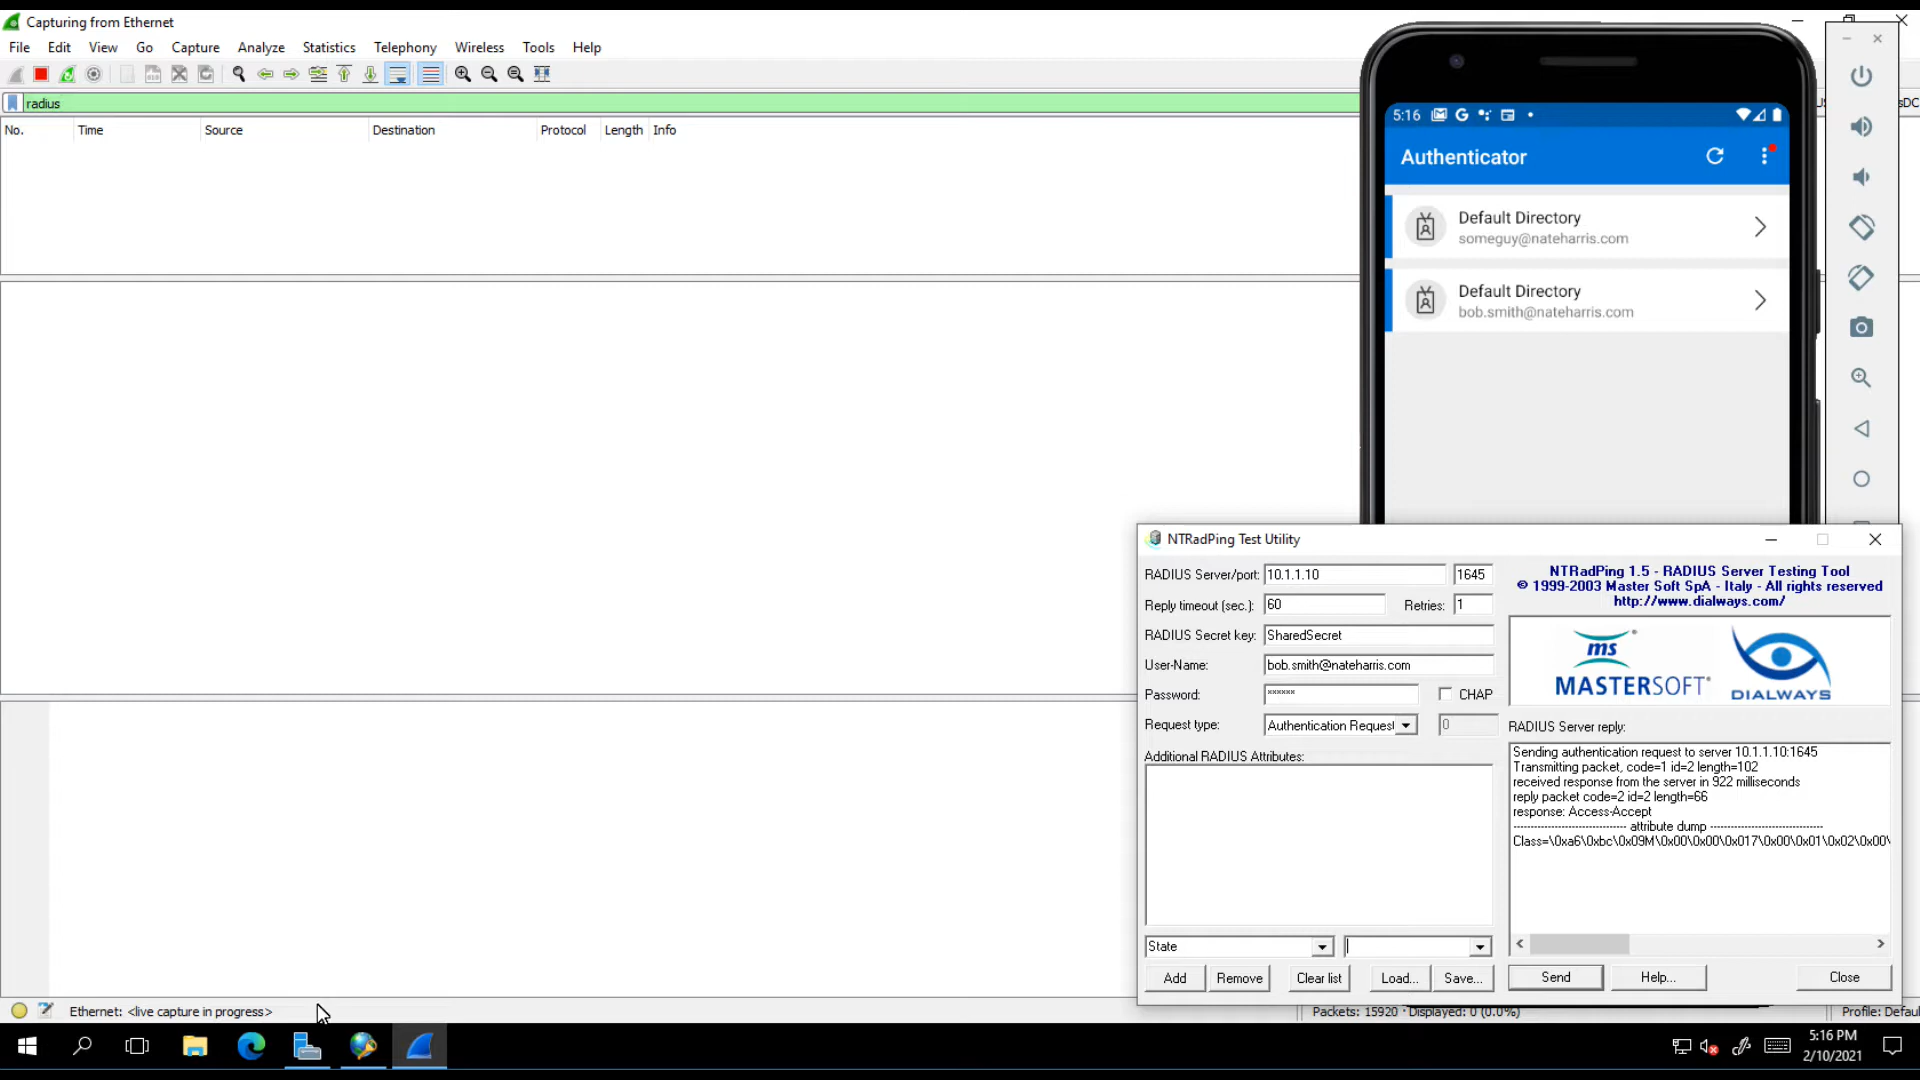 Capturing from Ethernet
File Edit View Go Capture Analyze Statistics Telephony Wireless Tools Help
radius
No. Time Source Destination Protocol Length Info
5:16
Authenticator
Default Directory
someguy@nateharris.com
Default Directory
bob.smith@nateharris.com
NTRadPing Test Utility
RADIUS Server/port: 10.1.1.10 1645
Reply timeout (sec.): 60 Retries: 1
RADIUS Secret key: SharedSecret
User-Name: bob.smith@nateharris.com
Password: ****** CHAP
Request type: Authentication Request 0
Additional RADIUS Attributes:
State
Add Remove Clear list Load... Save...
NTRadPing 1.5 - RADIUS Server Testing Tool
© 1999-2003 Master Soft SpA - Italy - All rights reserved
http://www.dialways.com/
ms
MASTERSOFT DIALWAYS
RADIUS Server reply:
Sending authentication request to server 10.1.1.10:1645
Transmitting packet, code=1 id=2 length=102
received response from the server in 922 milliseconds
reply packet code=2 id=2 length=66
response: Access-Accept
------------------------------- attribute dump -------------------------------
Class=\0xa6\0xbc\0x09M\0x00\0x00\0x017\0x00\0x01\0x02\0x00\
Send Help... Close
Ethernet: <live capture in progress>
Packets: 15920 · Displayed: 0 (0.0%)
Profile: Defau
5:16 PM
2/10/2021